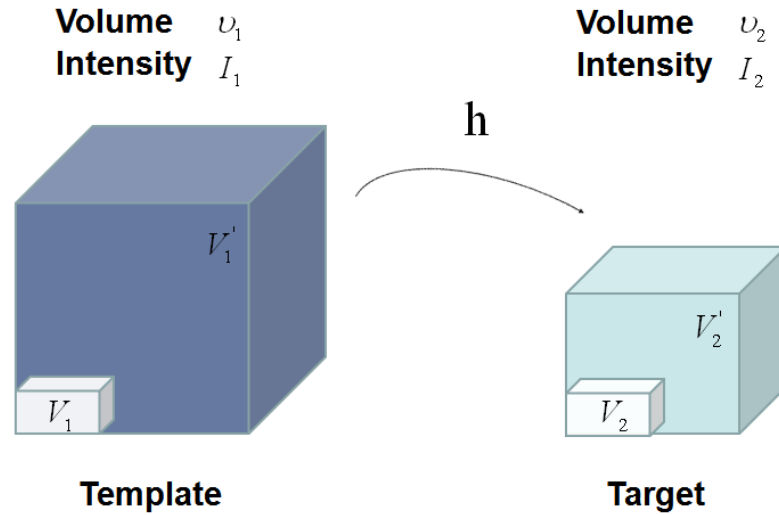 Volume υ₁
Intensity I₁
Volume υ₂
Intensity I₂
h
V₁'
V₂'
V₁
V₂
Template
Target